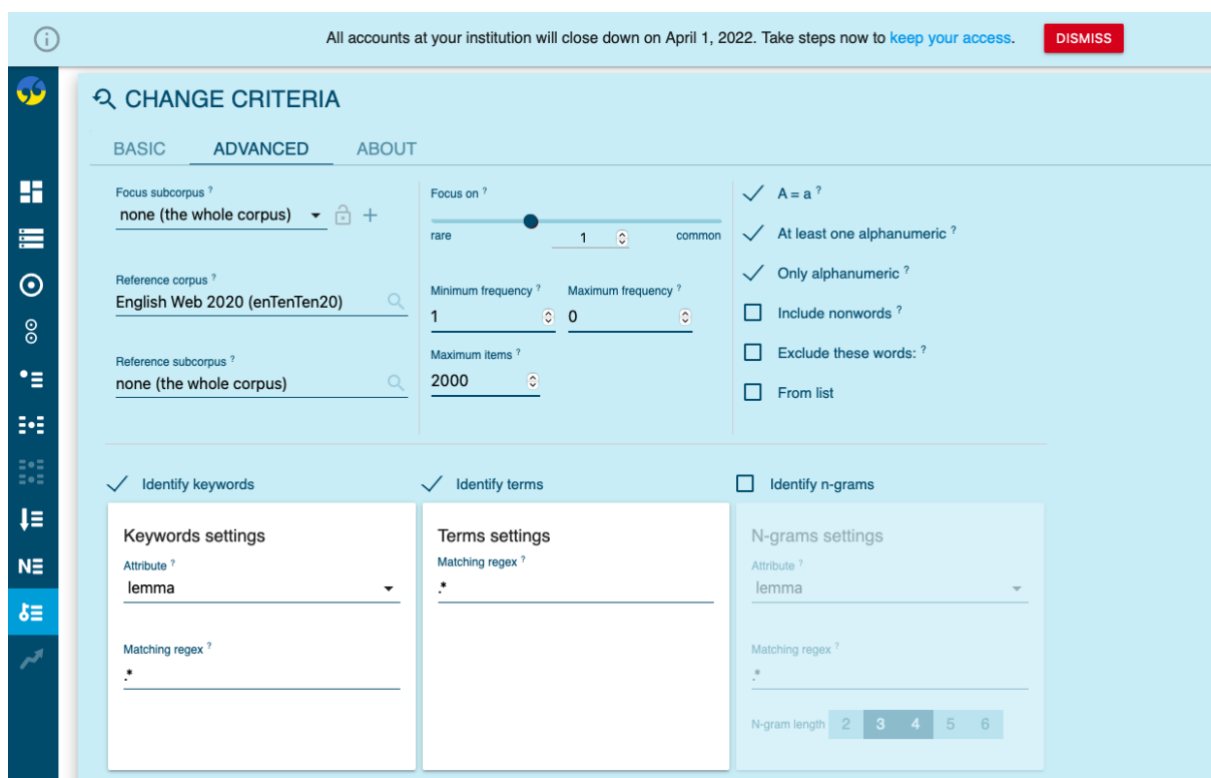 All accounts at your institution will close down on April 1, 2022. Take steps now to keep your access.
DISMISS
CHANGE CRITERIA
BASIC ADVANCED ABOUT
Focus subcorpus ?
none (the whole corpus)
Reference corpus ?
English Web 2020 (enTenTen20)
Reference subcorpus ?
none (the whole corpus)
Focus on ?
rare 1 common
Minimum frequency ? Maximum frequency ?
1 0
Maximum items ?
2000
A = a ?
At least one alphanumeric ?
Only alphanumeric ?
Include nonwords ?
Exclude these words: ?
From list
Identify keywords
Keywords settings
Attribute ?
lemma
Matching regex ?
.*
Identify terms
Terms settings
Matching regex ?
.*
Identify n-grams
N-grams settings
Attribute ?
lemma
Matching regex ?
.*
N-gram length 2 3 4 5 6
N